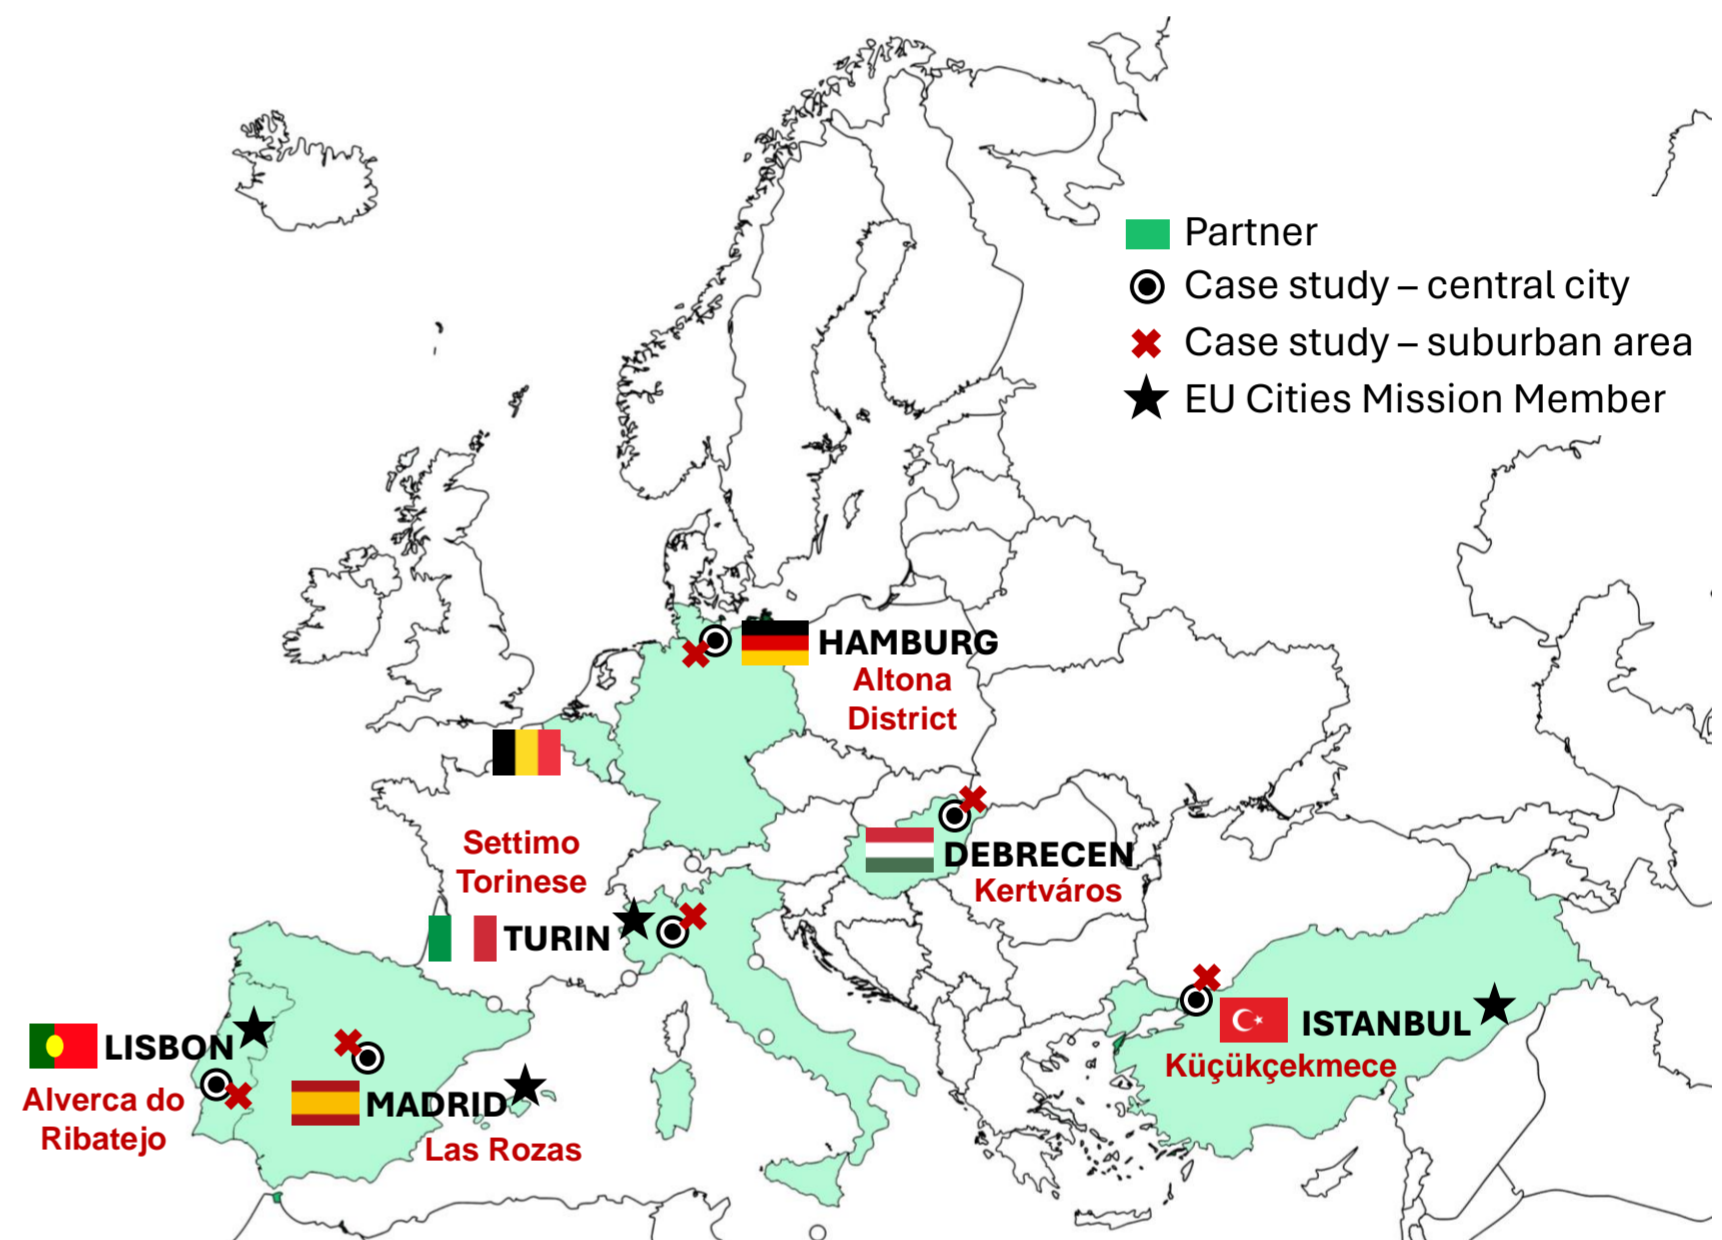 Partner
Case study – central city
Case study – suburban area
EU Cities Mission Member
HAMBURG
Altona
District
Settimo
Torinese
TURIN
DEBRECEN
Kertváros
LISBON
Alverca do
Ribatejo
MADRID
Las Rozas
ISTANBUL
Küçükçekmece